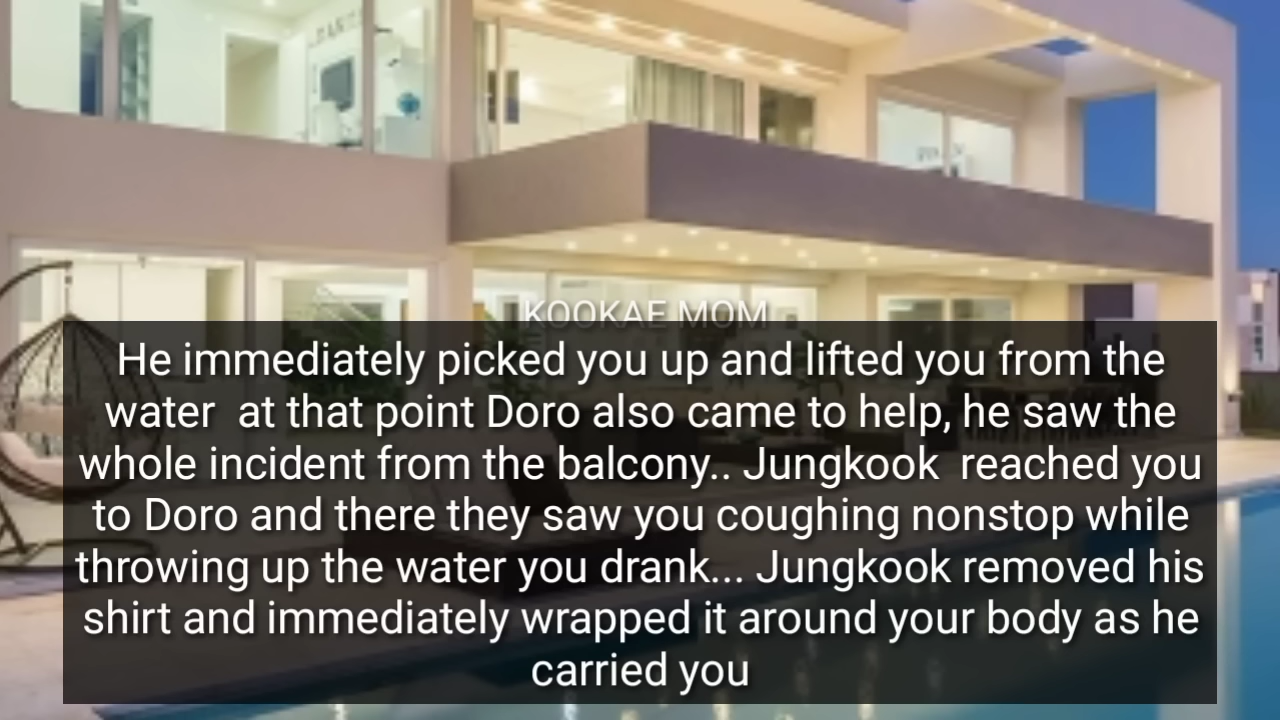 KOOKAE MOM
He immediately picked you up and lifted you from the
water  at that point Doro also came to help, he saw the
whole incident from the balcony.. Jungkook  reached you
to Doro and there they saw you coughing nonstop while
throwing up the water you drank... Jungkook removed his
shirt and immediately wrapped it around your body as he
carried you